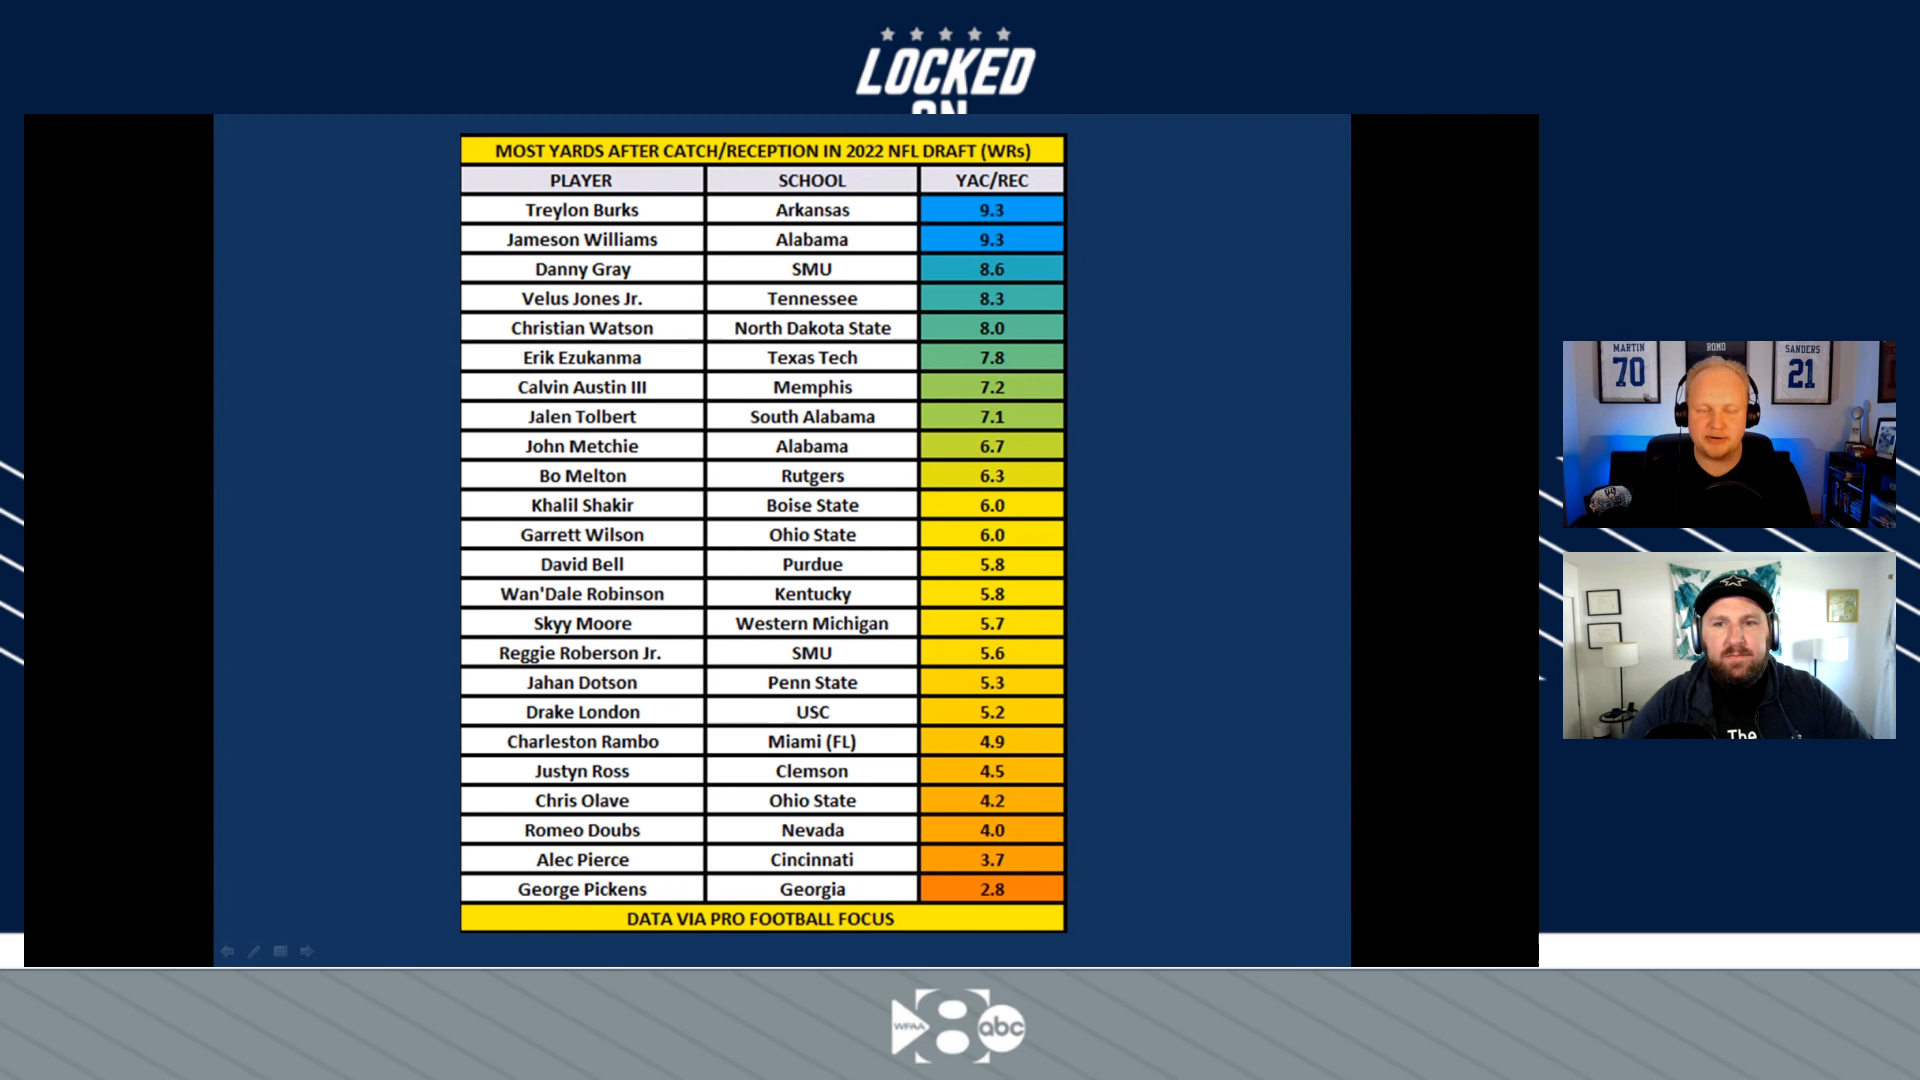 LOCKED
ON
MOST YARDS AFTER CATCH/RECEPTION IN 2022 NFL DRAFT (WRs)
PLAYER SCHOOL YAC/REC
Treylon Burks Arkansas 9.3
Jameson Williams Alabama 9.3
Danny Gray SMU 8.6
Velus Jones Jr. Tennessee 8.3
Christian Watson North Dakota State 8.0
Erik Ezukanma Texas Tech 7.8
Calvin Austin III Memphis 7.2
Jalen Tolbert South Alabama 7.1
John Metchie Alabama 6.7
Bo Melton Rutgers 6.3
Khalil Shakir Boise State 6.0
Garrett Wilson Ohio State 6.0
David Bell Purdue 5.8
Wan'Dale Robinson Kentucky 5.8
Skyy Moore Western Michigan 5.7
Reggie Roberson Jr. SMU 5.6
Jahan Dotson Penn State 5.3
Drake London USC 5.2
Charleston Rambo Miami (FL) 4.9
Justyn Ross Clemson 4.5
Chris Olave Ohio State 4.2
Romeo Doubs Nevada 4.0
Alec Pierce Cincinnati 3.7
George Pickens Georgia 2.8
DATA VIA PRO FOOTBALL FOCUS
MARTIN
70
ROMO
SANDERS
21
The
WFAA 8 abc